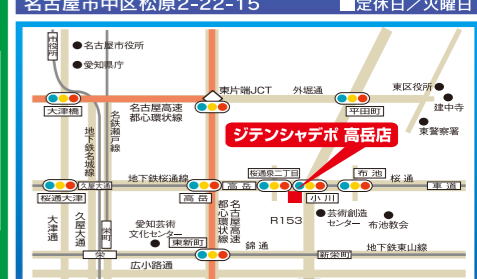 名古屋市中区松原2-22-15
■定休日／火曜日
市役所
名古屋市役所
愛知県庁
大津橋
名古屋高速
都心環状線
東片端JCT
外堀通
平田町
東区役所
建中寺
東警察署
名鉄瀬戸線
地下鉄名城線
ジテンシャデポ 高岳店
地下鉄桜通線
久屋大通
桜通大津
高岳
高岳
桜通泉二丁目
小川
布池
桜通
車道
大津通
久屋大通
栄町
愛知芸術
文化センター
東新町
名古屋高速
都心環状線
R153
芸術創造
センター
布池教会
錦通
地下鉄東山線
栄
新栄町
広小路通